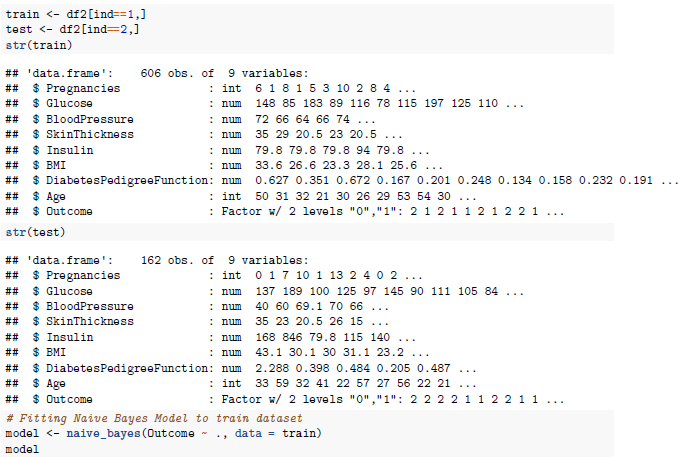 train <- df2[ind==1,]
test <- df2[ind==2,]
str(train)
## 'data.frame':    606 obs. of  9 variables:
##  $ Pregnancies             : int  6 1 8 1 5 3 10 2 8 4 ...
##  $ Glucose                 : num  148 85 183 89 116 78 115 197 125 110 ...
##  $ BloodPressure           : num  72 66 64 66 74 ...
##  $ SkinThickness           : num  35 29 20.5 23 20.5 ...
##  $ Insulin                 : num  79.8 79.8 79.8 94 79.8 ...
##  $ BMI                     : num  33.6 26.6 23.3 28.1 25.6 ...
##  $ DiabetesPedigreeFunction: num  0.627 0.351 0.672 0.167 0.201 0.248 0.134 0.158 0.232 0.191 ...
##  $ Age                     : int  50 31 32 21 30 26 29 53 54 30 ...
##  $ Outcome                 : Factor w/ 2 levels "0","1": 2 1 2 1 1 2 1 2 2 1 ...
str(test)
## 'data.frame':    162 obs. of  9 variables:
##  $ Pregnancies             : int  0 1 7 10 1 13 2 4 0 2 ...
##  $ Glucose                 : num  137 189 100 125 97 145 90 111 105 84 ...
##  $ BloodPressure           : num  40 60 69.1 70 66 ...
##  $ SkinThickness           : num  35 23 20.5 26 15 ...
##  $ Insulin                 : num  168 846 79.8 115 140 ...
##  $ BMI                     : num  43.1 30.1 30 31.1 23.2 ...
##  $ DiabetesPedigreeFunction: num  2.288 0.398 0.484 0.205 0.487 ...
##  $ Age                     : int  33 59 32 41 22 57 27 56 22 21 ...
##  $ Outcome                 : Factor w/ 2 levels "0","1": 2 2 2 2 1 1 2 2 1 1 ...
# Fitting Naive Bayes Model to train dataset
model <- naive_bayes(Outcome ~ ., data = train)
model